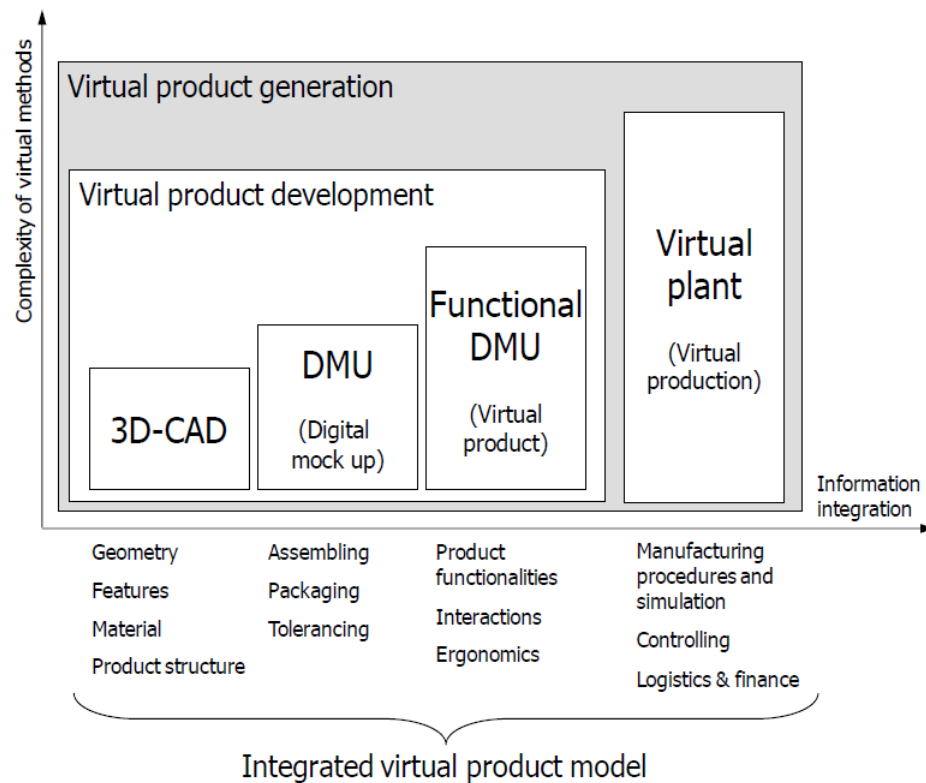 Complexity of virtual methods
Virtual product generation
Virtual product development
3D-CAD
DMU
(Digital
mock up)
Functional
DMU
(Virtual
product)
Virtual
plant
(Virtual
production)
Information
integration
Geometry
Features
Material
Product structure
Assembling
Packaging
Tolerancing
Product
functionalities
Interactions
Ergonomics
Manufacturing
procedures and
simulation
Controlling
Logistics & finance
Integrated virtual product model